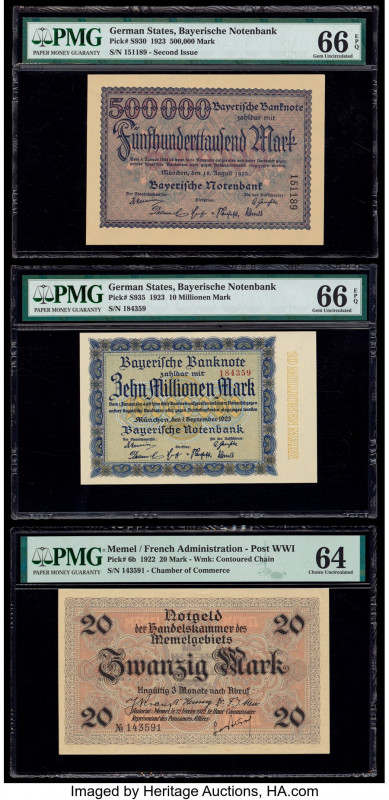 PMG
PAPER MONEY GUARANTY
German States, Bayerische Notenbank
Pick# S930 1923 500,000 Mark
S/N 151189 - Second Issue
66 EPQ
Gem Uncirculated
500,000 Bayerische Banknote
zahlbar mit
Fünfhunderttausend Mark
München, den 18. August 1923.
Bayerische Notenbank
151189
PMG
PAPER MONEY GUARANTY
German States, Bayerische Notenbank
Pick# S935 1923 10 Millionen Mark
S/N 184359
66 EPQ
Gem Uncirculated
Bayerische Banknote
zahlbar mit
184359
Zehn Millionen Mark
München, den 1. September 1923
Bayerische Notenbank
PMG
PAPER MONEY GUARANTY
Memel / French Administration - Post WWI
Pick# 6b 1922 20 Mark - Wmk: Contoured Chain
S/N 143591 - Chamber of Commerce
64
Choice Uncirculated
20 Notgeld 20
der Handelskammer des
Memelgebiets
Zwanzig Mark
Ungültig 3 Monate nach Abruf
20 20
№ 143591
Imaged by Heritage Auctions, HA.com